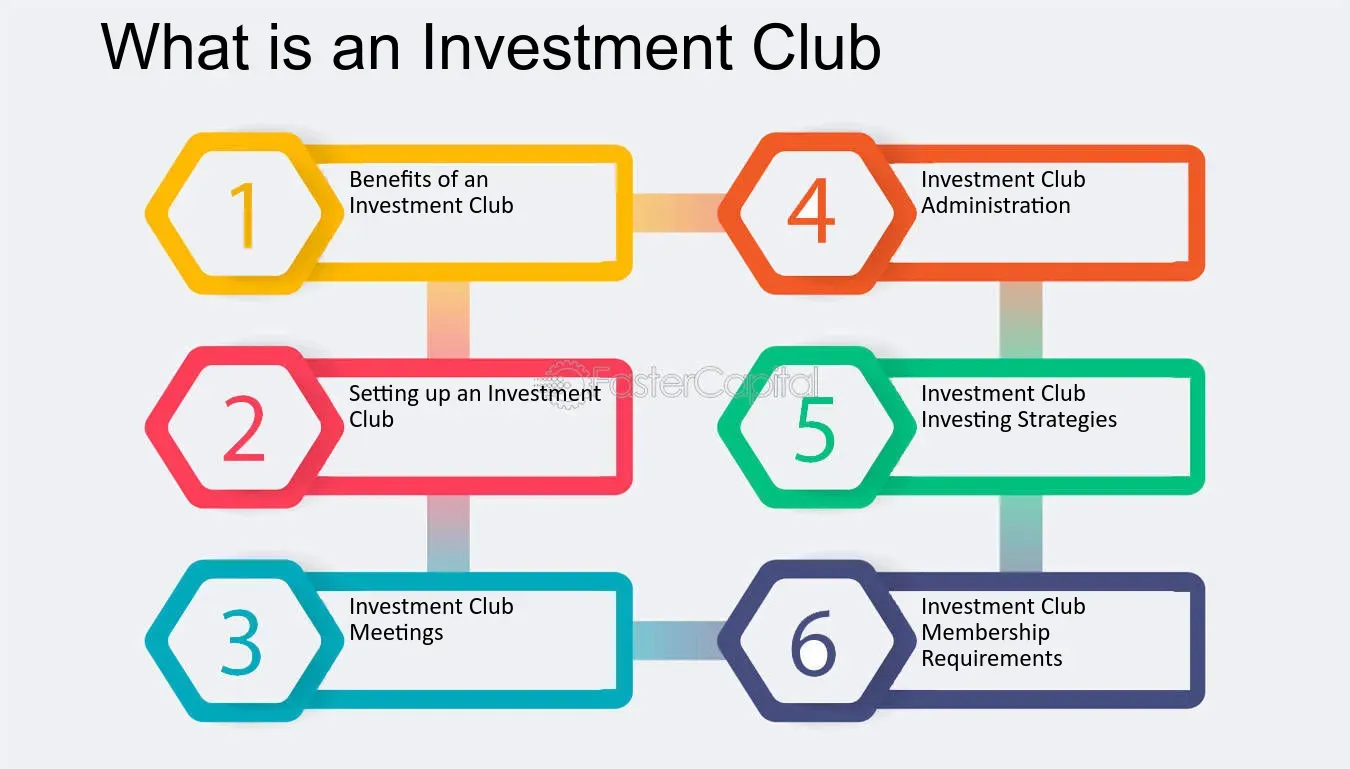 What is an Investment Club
1
Benefits of an
Investment Club
2
Setting up an Investment
Club
3
Investment Club
Meetings
4
Investment Club
Administration
5
Investment Club
Investing Strategies
6
Investment Club
Membership
Requirements
FasterCapital